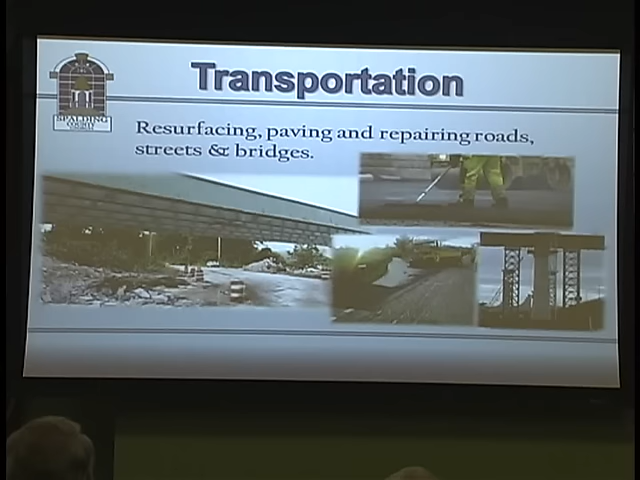 Transportation
SPALDING
COUNTY
Resurfacing, paving and repairing roads,
streets & bridges.